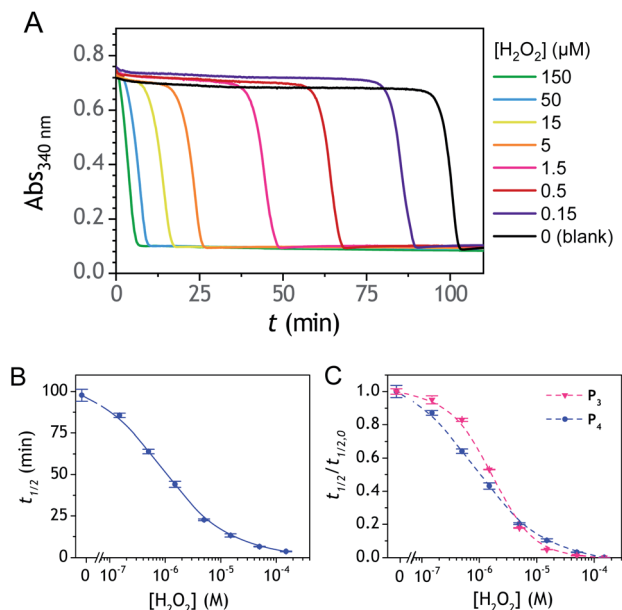 A
[H₂O₂] (µM)
150
50
15
5
1.5
0.5
0.15
0 (blank)
Abs₃₄₀ ₙₘ
0.8
0.6
0.4
0.2
0.0
0 25 50 75 100
t (min)
B
t₁/₂ (min)
100
75
50
25
0
0 10⁻⁷ 10⁻⁶ 10⁻⁵ 10⁻⁴
[H₂O₂] (M)
C
t₁/₂/t₁/₂,₀
1.0
0.8
0.6
0.4
0.2
0.0
P₃
P₄
0 10⁻⁷ 10⁻⁶ 10⁻⁵ 10⁻⁴
[H₂O₂] (M)